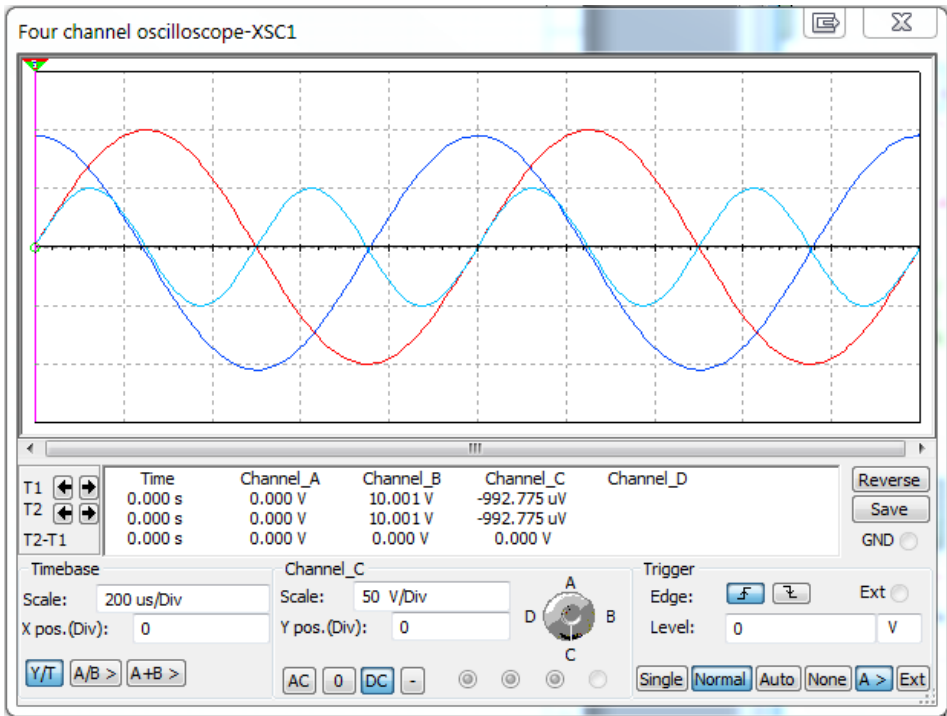 Four channel oscilloscope-XSC1
Time Channel_A Channel_B Channel_C Channel_D
T1 0.000 s 0.000 V 10.001 V -992.775 uV
T2 0.000 s 0.000 V 10.001 V -992.775 uV
T2-T1 0.000 s 0.000 V 0.000 V 0.000 V
Reverse
Save
GND
Timebase
Scale: 200 us/Div
X pos.(Div): 0
Y/T A/B > A+B >
Channel_C
Scale: 50 V/Div
Y pos.(Div): 0
AC 0 DC -
A
D B
C
Trigger
Edge: Ext
Level: 0 V
Single Normal Auto None A > Ext